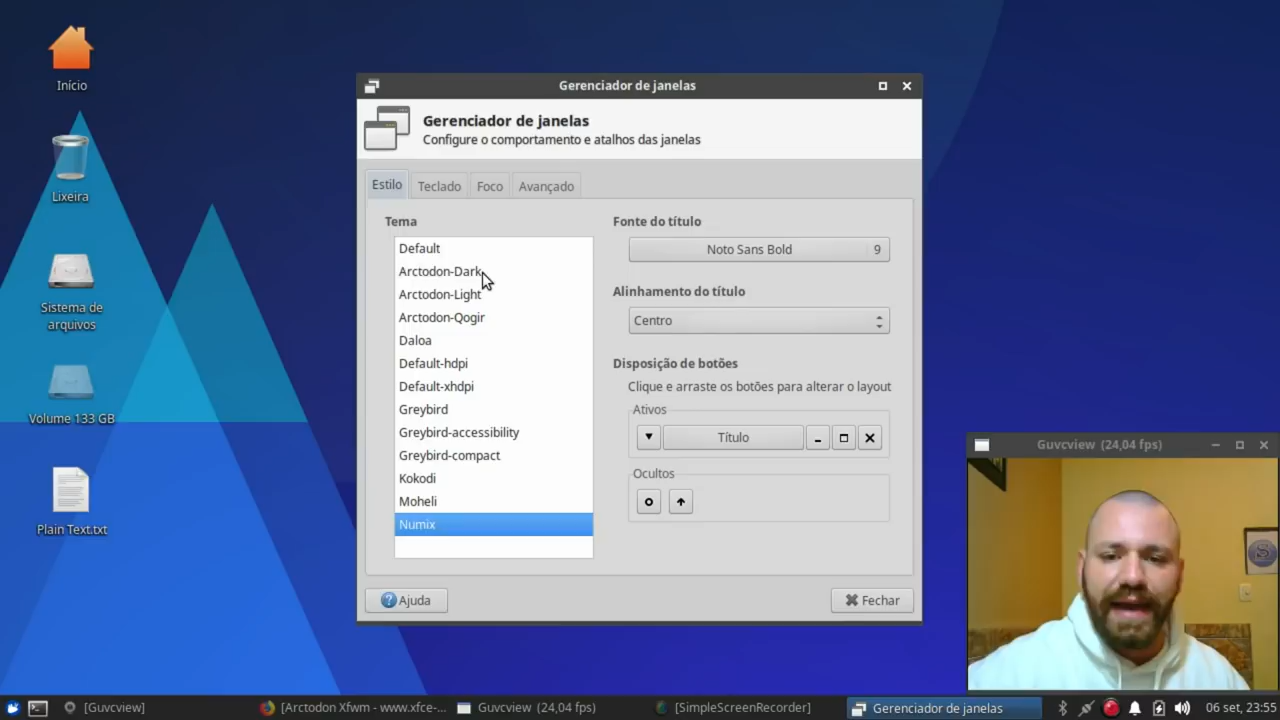 Início
Lixeira
Sistema de
arquivos
Volume 133 GB
Plain Text.txt
Gerenciador de janelas
Gerenciador de janelas
Configure o comportamento e atalhos das janelas
Estilo
Teclado
Foco
Avançado
Tema
Default
Arctodon-Dark
Arctodon-Light
Arctodon-Qogir
Daloa
Default-hdpi
Default-xhdpi
Greybird
Greybird-accessibility
Greybird-compact
Kokodi
Moheli
Numix
Fonte do título
Noto Sans Bold 9
Alinhamento do título
Centro
Disposição de botões
Clique e arraste os botões para alterar o layout
Ativos
Título
Ocultos
Ajuda
Fechar
Guvcview (24,04 fps)
[Guvcview]
[Arctodon Xfwm - www.xfce-...
Guvcview (24,04 fps)
[SimpleScreenRecorder]
Gerenciador de janelas
06 set, 23:55